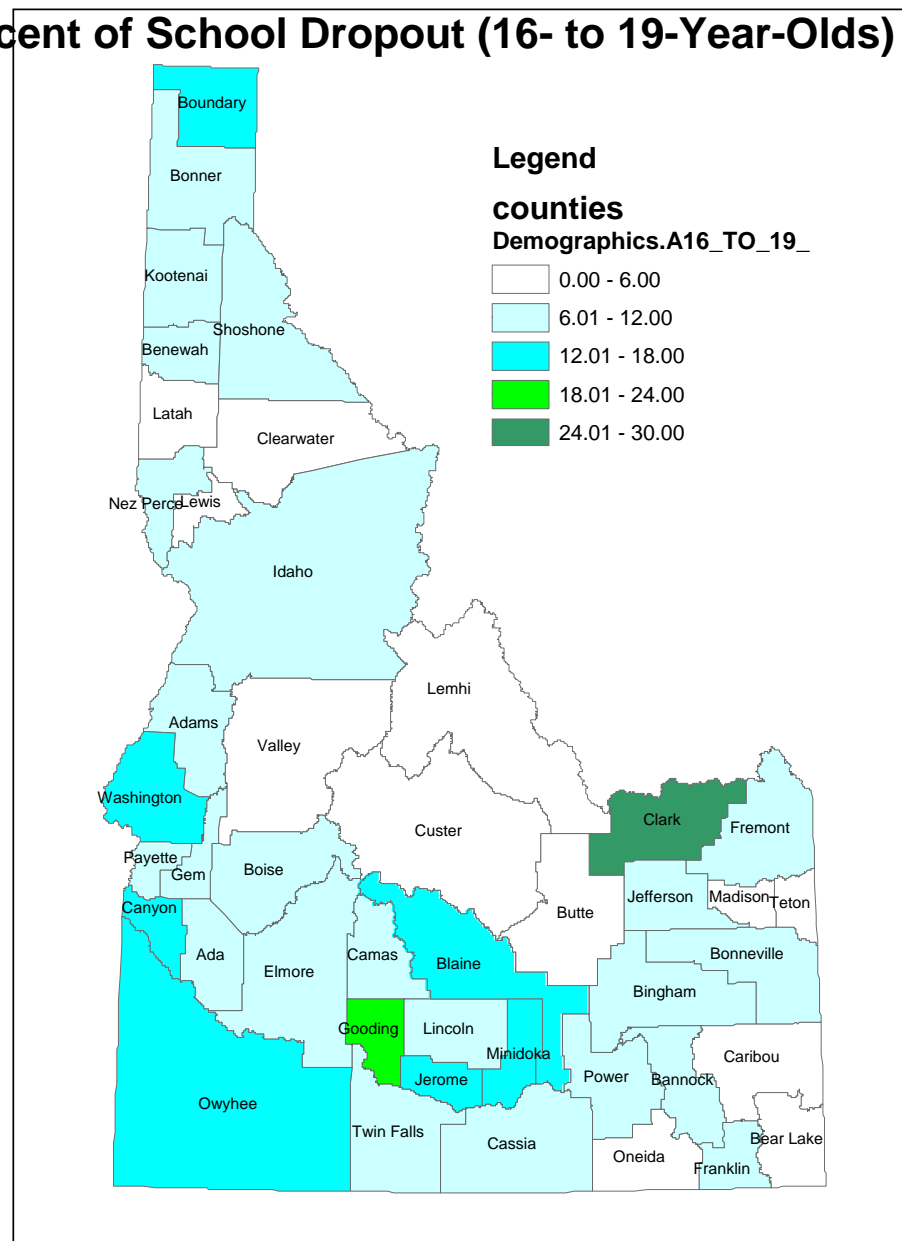 cent of School Dropout (16- to 19-Year-Olds)
Boundary
Legend
Bonner
counties
Demographics.A16_TO_19_
0.00 - 6.00
Kootenai
6.01 - 12.00
Shoshone
Benewah
12.01 - 18.00
18.01 - 24.00
Latah
24.01 - 30.00
Clearwater
Nez Perce
Lewis
Idaho
Lemhi
Adams
Valley
Washington
Clark
Fremont
Custer
Payette
Boise
Gem
Jefferson
Madison
Teton
Canyon
Butte
Ada
Camas
Blaine
Bonneville
Elmore
Bingham
Gooding
Lincoln
Minidoka
Caribou
Jerome
Power
Bannock
Owyhee
Twin Falls
Cassia
Bear Lake
Oneida
Franklin